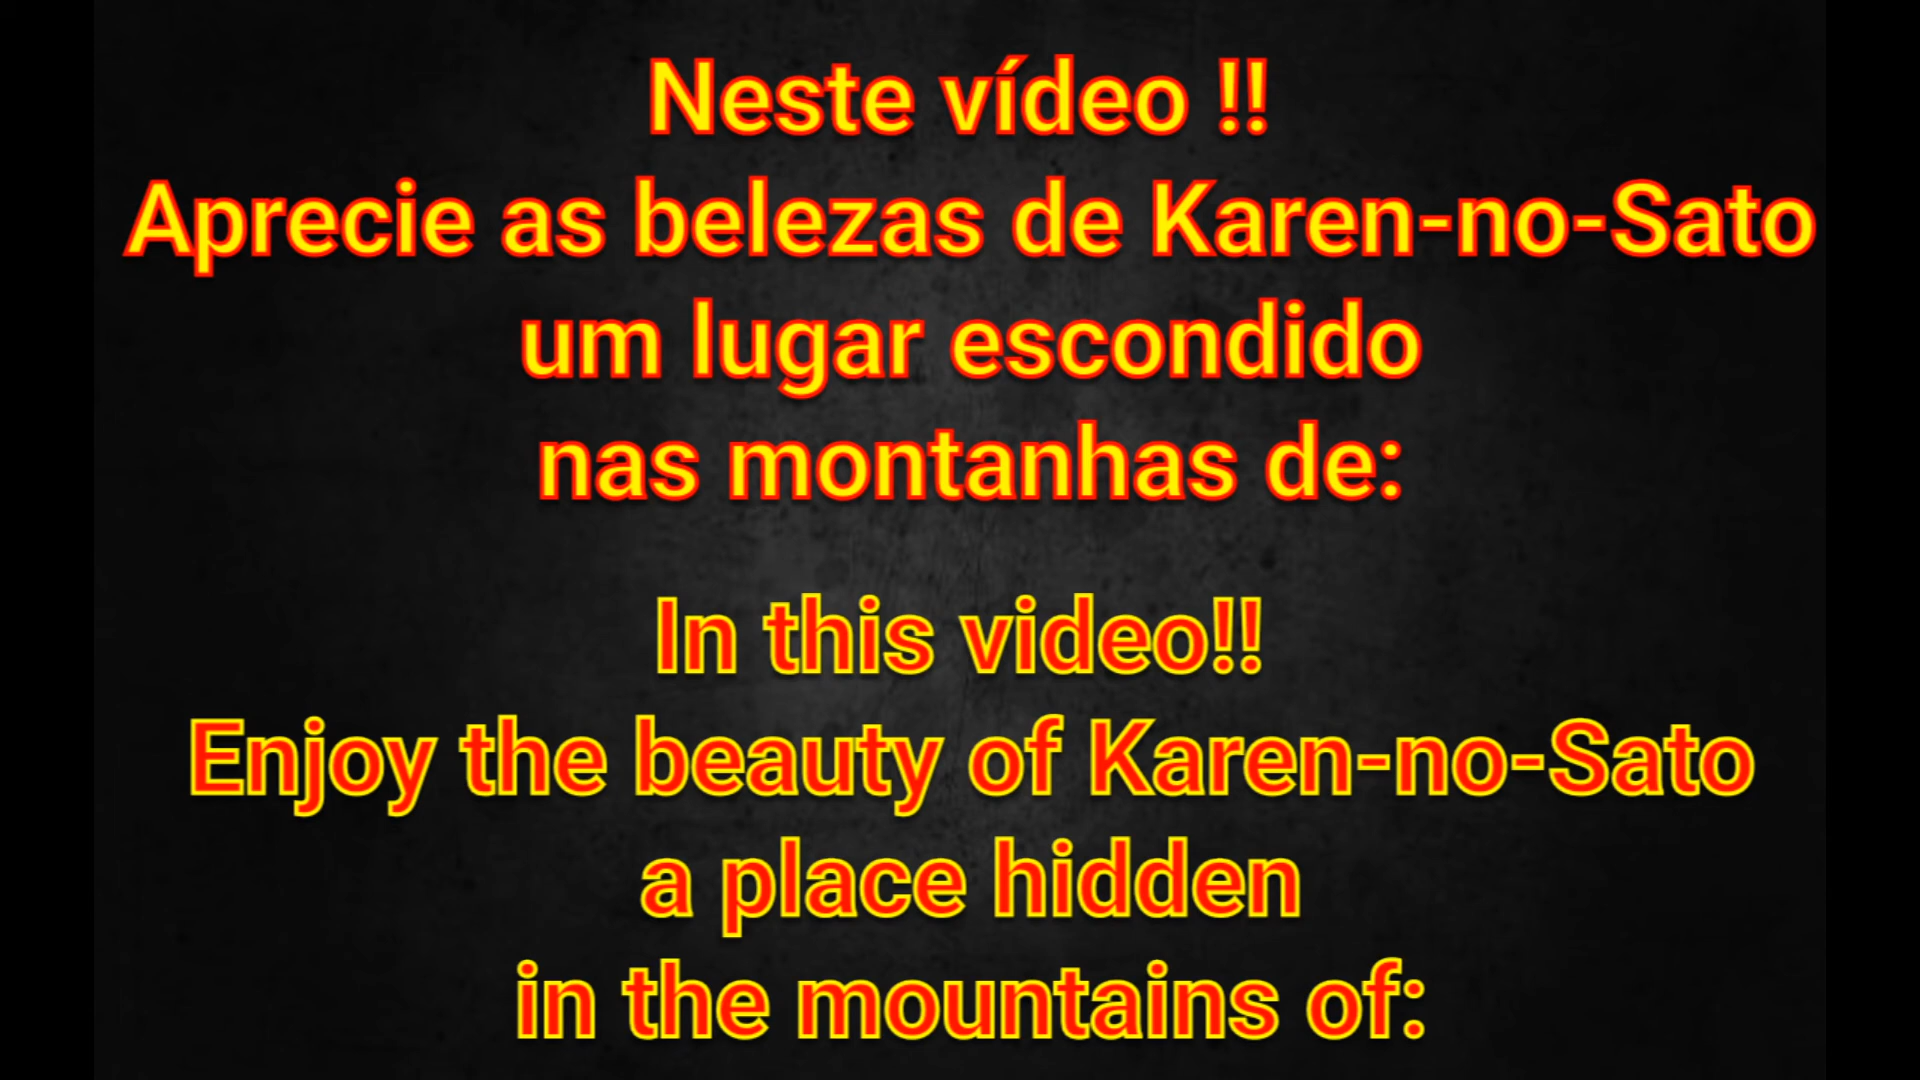 Neste vídeo !!
Aprecie as belezas de Karen-no-Sato
um lugar escondido
nas montanhas de:
In this video!!
Enjoy the beauty of Karen-no-Sato
a place hidden
in the mountains of: